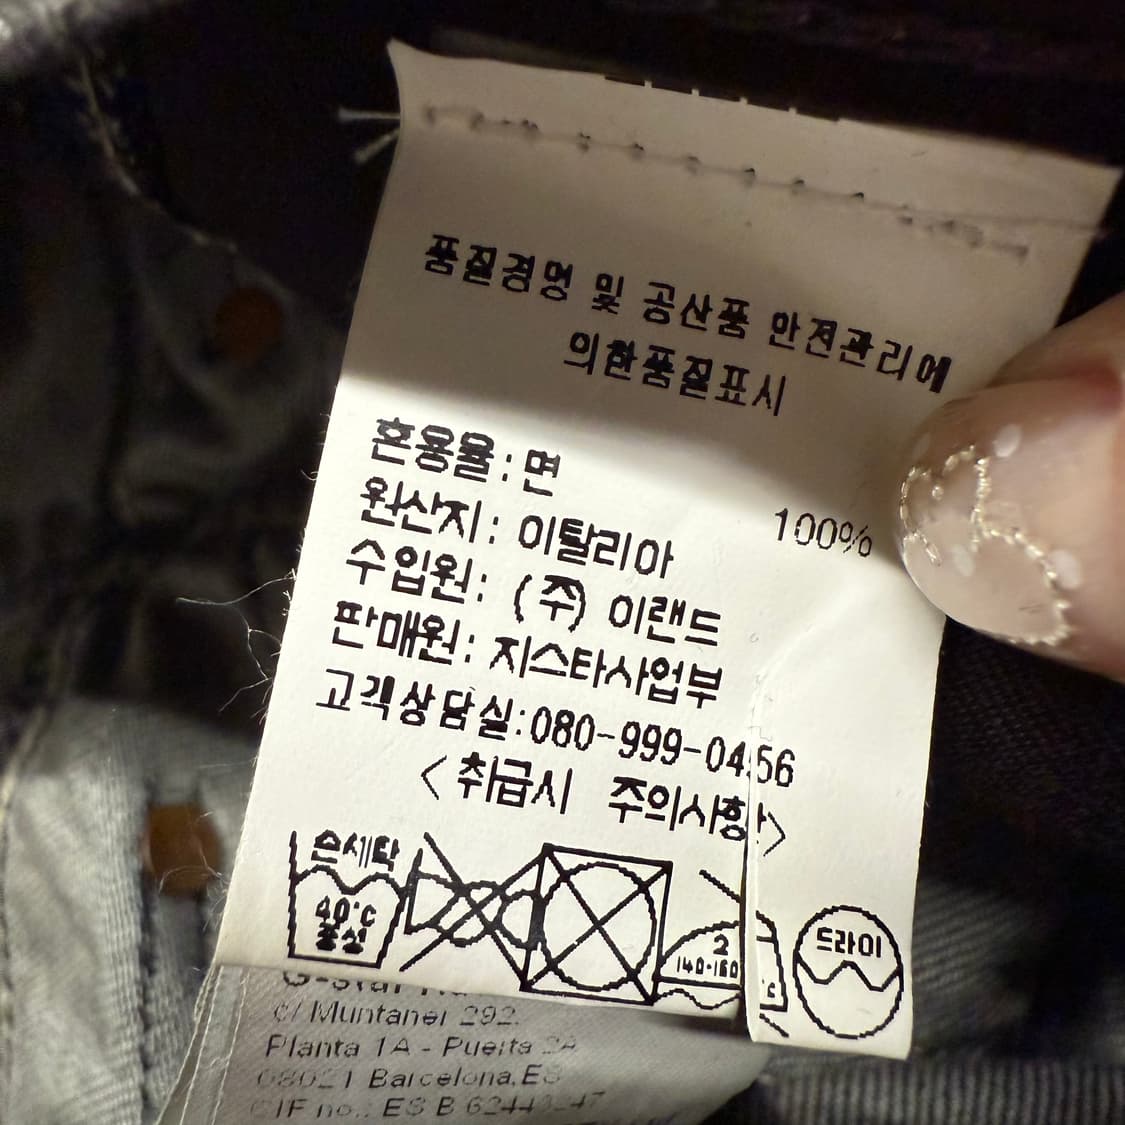 품질경영 및 공산품 안전관리에
의한품질표시
혼용율: 면 100%
원산지: 이탈리아
수입원: (주) 이랜드
판매원: 지스타사업부
고객상담실:080-999-0456
<취급시 주의사항>
손세탁
40°C
중성
2
140-160
°C
드라이
c/ Muntaner 292.
Planta 1A - Puerta 2A
08021 Barcelona.ES
CIF no.: ES B